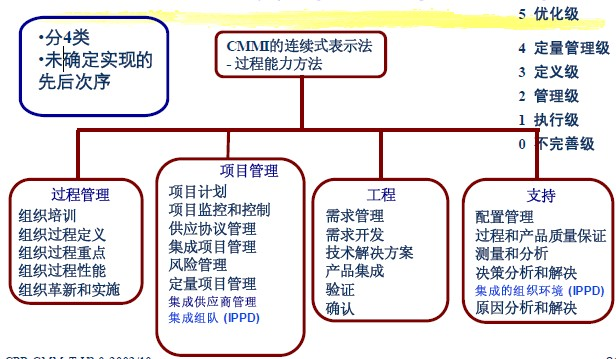 5 优化级
4 定量管理级
3 定义级
2 管理级
1 执行级
0 不完善级
•分4类
•未确定实现的
先后次序
CMMI的连续式表示法
- 过程能力方法
过程管理
组织培训
组织过程定义
组织过程重点
组织过程性能
组织革新和实施
项目管理
项目计划
项目监控和控制
供应协议管理
集成项目管理
风险管理
定量项目管理
集成供应商管理
集成组队 (IPPD)
工程
需求管理
需求开发
技术解决方案
产品集成
验证
确认
支持
配置管理
过程和产品质量保证
测量和分析
决策分析和解决
集成的组织环境 (IPPD)
原因分析和解决